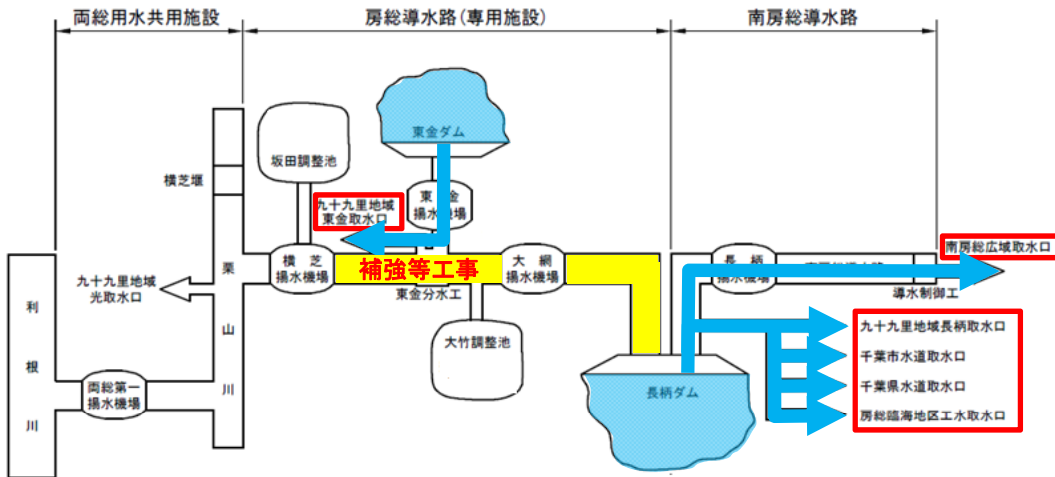 両総用水共用施設
房総導水路(専用施設)
南房総導水路
東金ダム
坂田調整池
横芝堰
東金
揚水機場
九十九里地域
東金取水口
南房総広域取水口
栗山川
横芝
揚水機場
補強等工事
大網
揚水機場
長柄
揚水機場
南房総導水路
導水制御工
九十九里地域
光取水口
東金分水工
利根川
大竹調整池
九十九里地域長柄取水口
千葉市水道取水口
千葉県水道取水口
房総臨海地区工水取水口
両総第一
揚水機場
長柄ダム